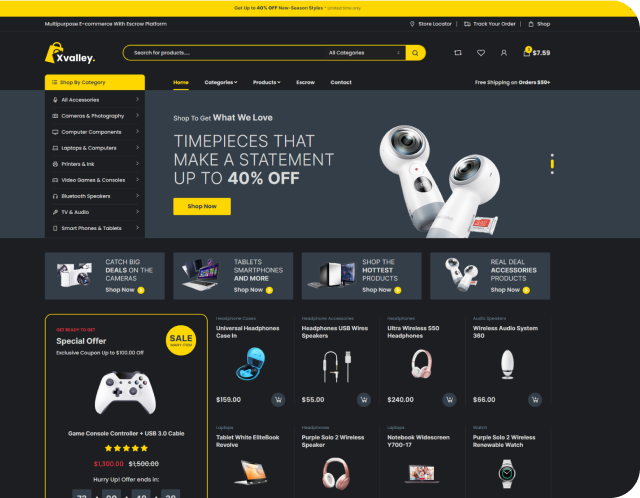 Get Up to 40% OFF New-Season Styles * Limited time only.
Multipurpose E-commerce With Escrow Platform
Store Locator
Track Your Order
Shop
Xvalley.
Search for products....
All Categories
2
$7.59
Shop By Category
Home
Categories
Products
Escrow
Contact
Free Shipping on Orders $50+
All Accessories
Cameras & Photography
Computer Components
Laptops & Computers
Printers & Ink
Video Games & Consoles
Bluetooth Speakers
TV & Audio
Smart Phones & Tablets
Shop To Get What We Love
TIMEPIECES THAT
MAKE A STATEMENT
UP TO 40% OFF
Shop Now
CATCH BIG
DEALS ON THE
CAMERAS
Shop Now
TABLETS
SMARTPHONES
AND MORE
Shop Now
SHOP THE
HOTTEST
PRODUCTS
Shop Now
REAL DEAL
ACCESSORIES
PRODUCTS
Shop Now
GET READY TO GET
Special Offer
Exclusive Coupon Up to $100.00 Off
SALE
MANY ITEM
Game Console Controller + USB 3.0 Cable
$1,300.00 $1,500.00
Hurry Up! Offer ends in:
Headphone Cases
Universal Headphones
Case In
$159.00
Headphone Accessories
Headphones USB Wires
Speakers
$55.00
Headphones
Ultra Wireless S50
Headphones
$240.00
Audio Speakers
Wireless Audio System
360
$66.00
Laptops
Tablet White EliteBook
Revolve
Headphones
Purple Solo 2 Wireless
Speaker
Laptops
Notebook Widescreen
Y700-17
Watch
Purple Solo 2 Wireless
Renewable Watch